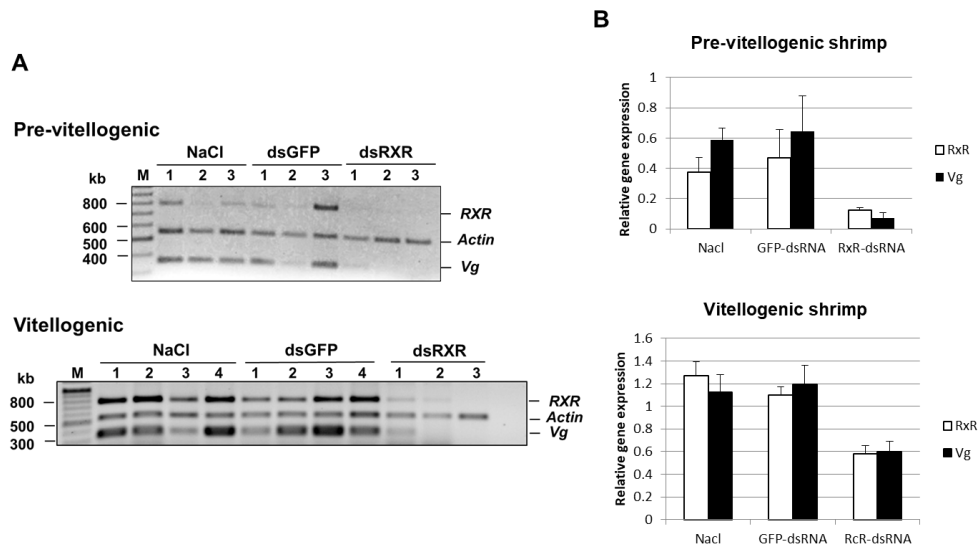 A
Pre-vitellogenic
NaCl dsGFP dsRXR
kb M 1 2 3 1 2 3 1 2 3
800
600
500
400
RXR
Actin
Vg
Vitellogenic
NaCl dsGFP dsRXR
kb M 1 2 3 4 1 2 3 4 1 2 3
800
500
300
RXR
Actin
Vg
B
Pre-vitellogenic shrimp
Relative gene expression
1
0.8
0.6
0.4
0.2
0
Nacl GFP-dsRNA RxR-dsRNA
RxR
Vg
Vitellogenic shrimp
Relative gene expression
1.6
1.4
1.2
1
0.8
0.6
0.4
0.2
0
Nacl GFP-dsRNA RcR-dsRNA
RxR
Vg